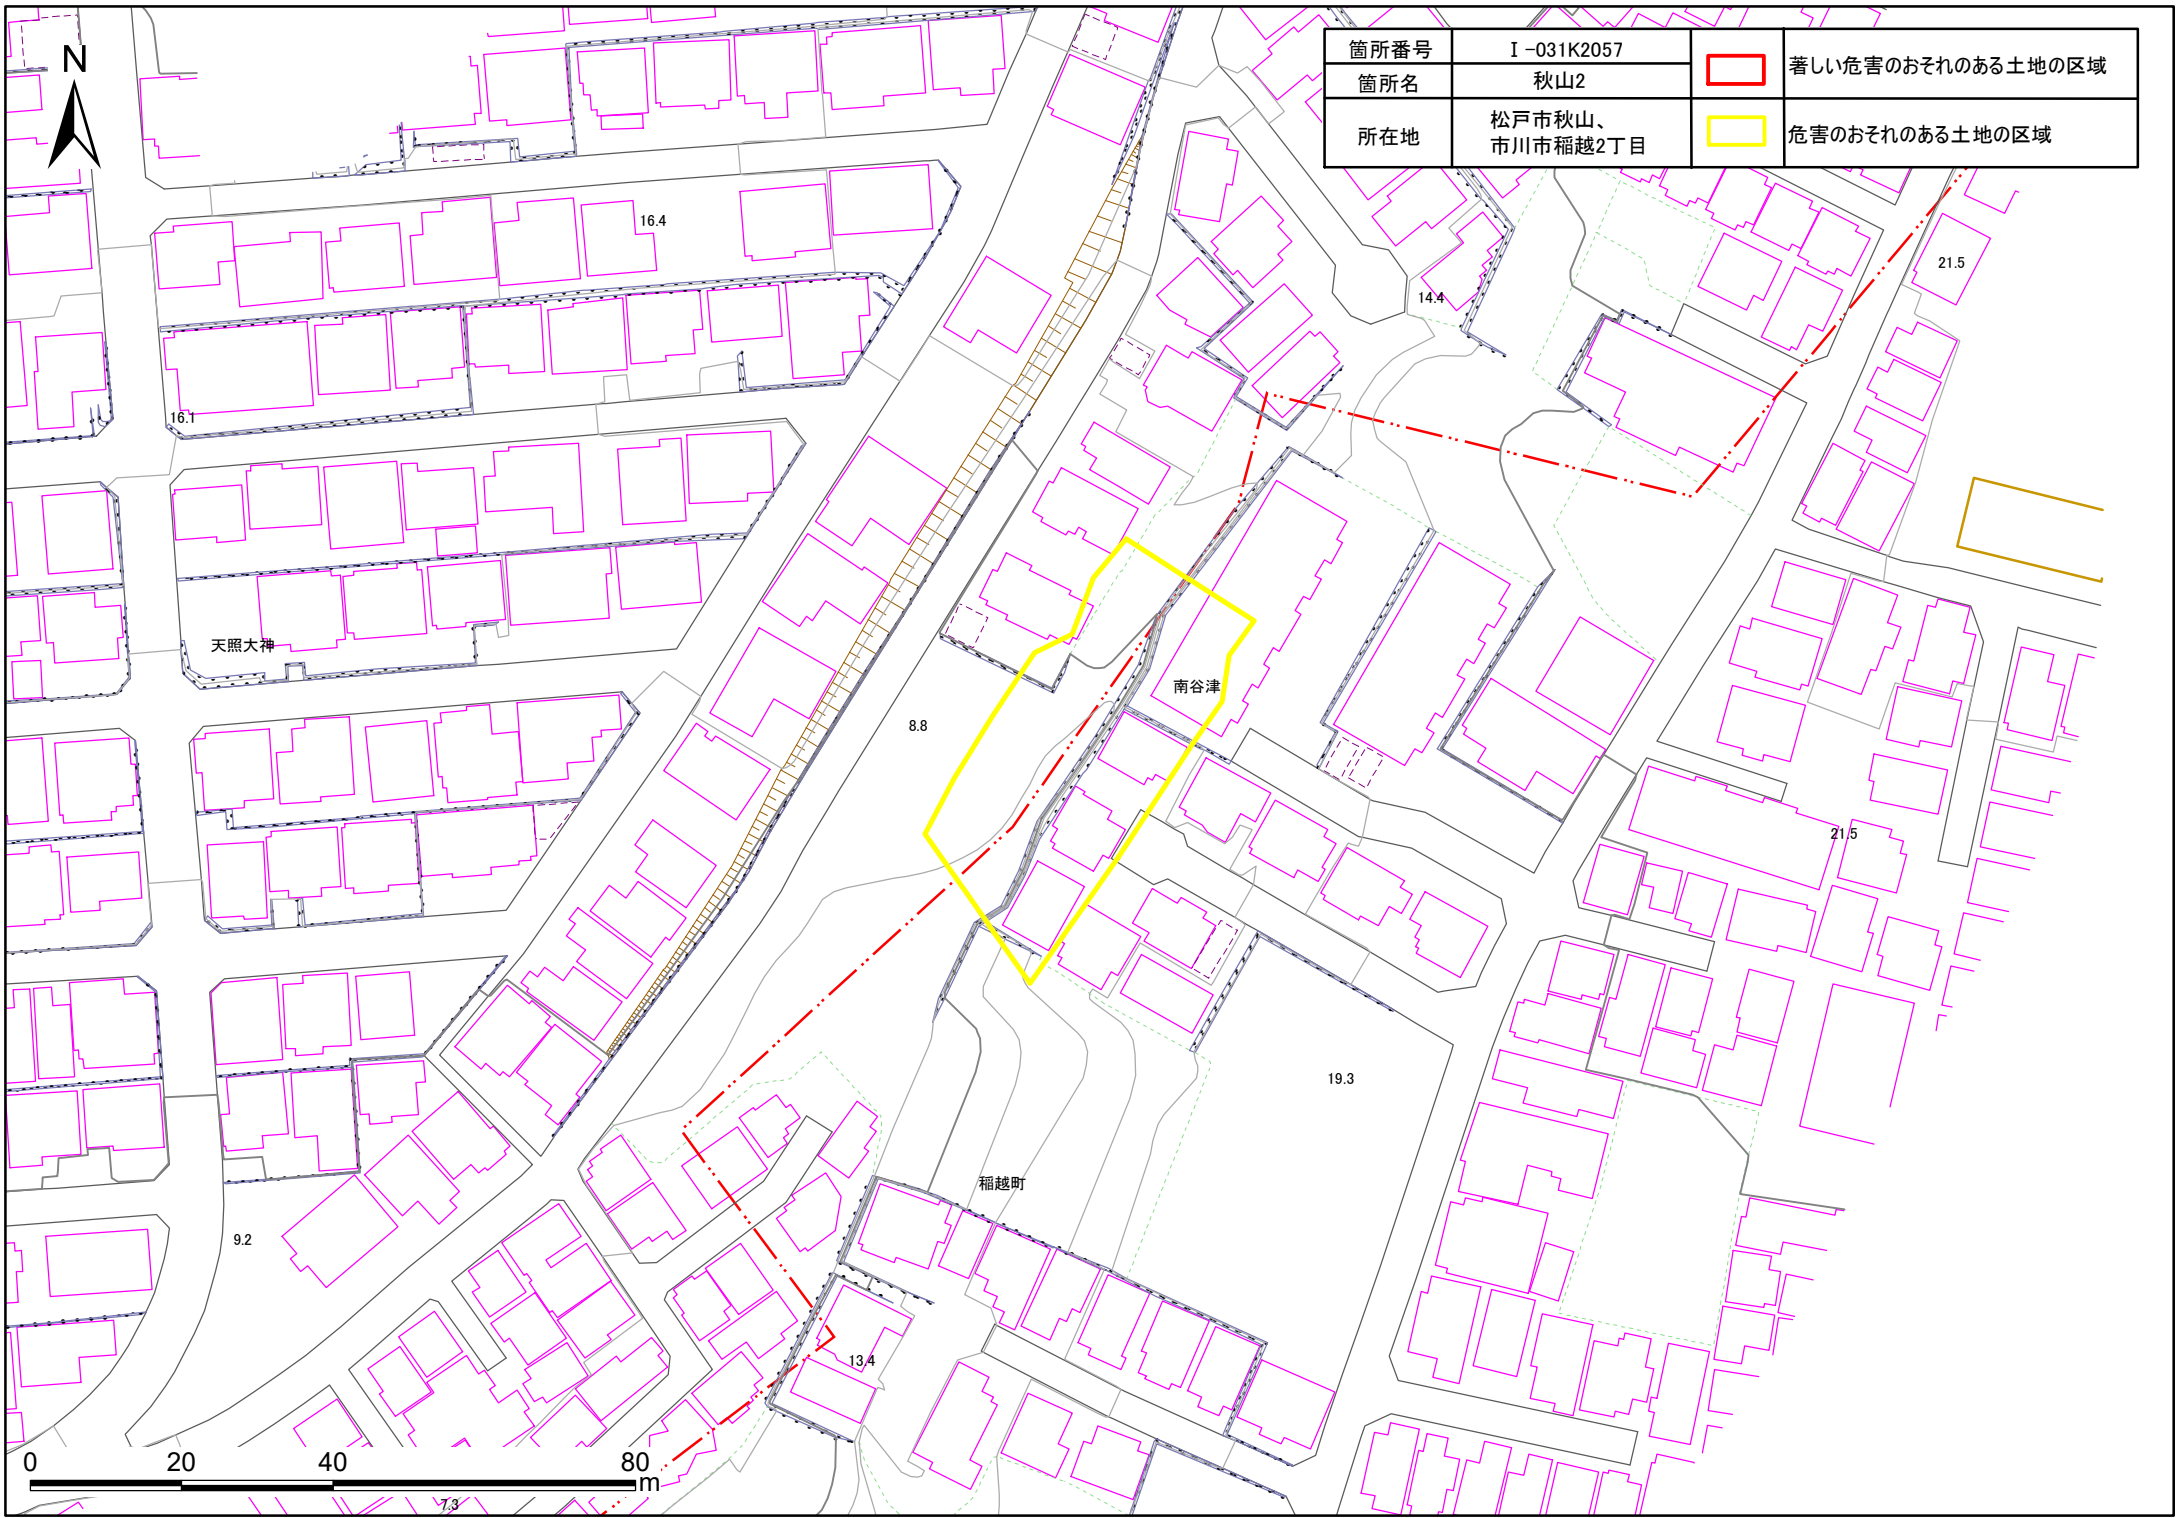 N
箇所番号 Ⅰ-031K2057 著しい危害のおそれのある土地の区域
箇所名 秋山2
所在地 松戸市秋山、
市川市稲越2丁目 危害のおそれのある土地の区域
16.4
21.5
14.4
16.1
天照大神
南谷津
8.8
21.5
19.3
稲越町
9.2
13.4
0 20 40 80
m
7.3